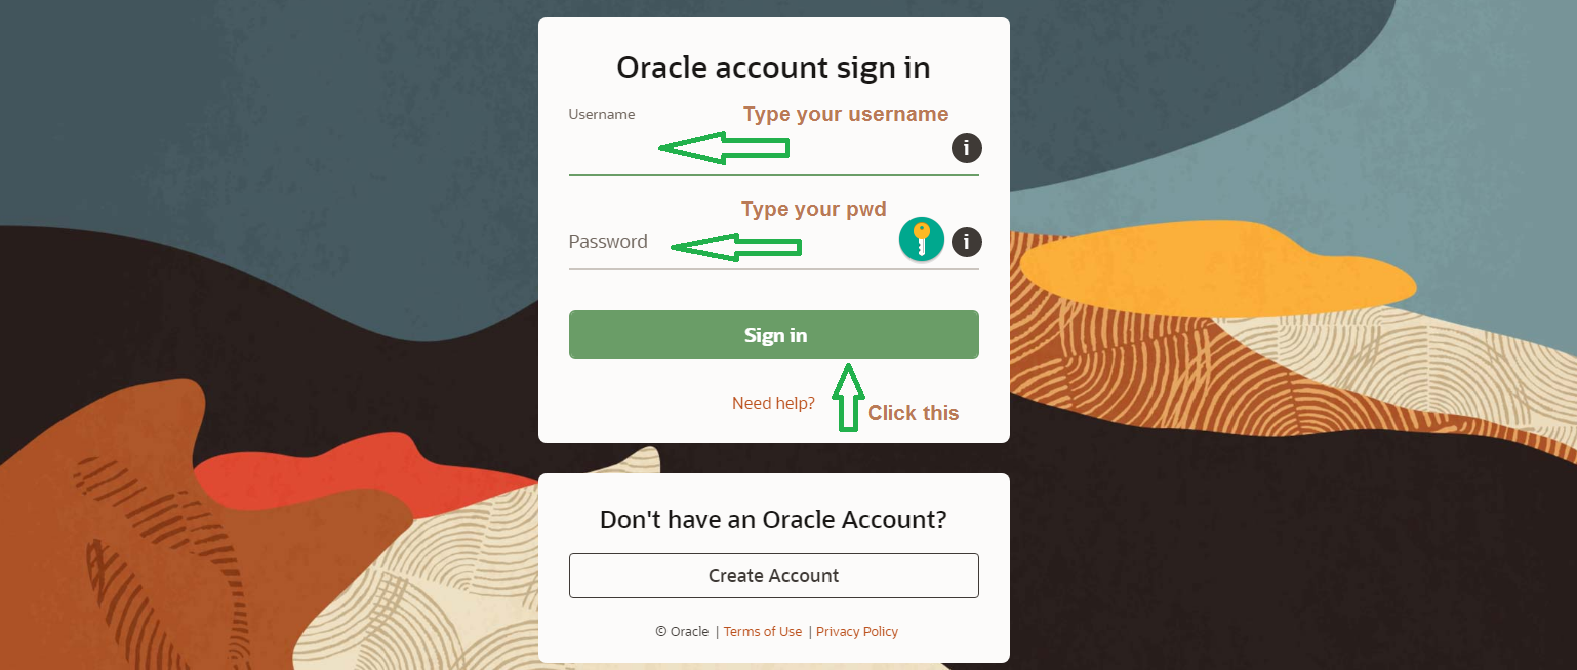 Oracle account sign in
Username
Type your username
i
Type your pwd
Password
i
Sign in
Need help?
Click this
Don't have an Oracle Account?
Create Account
© Oracle | Terms of Use | Privacy Policy